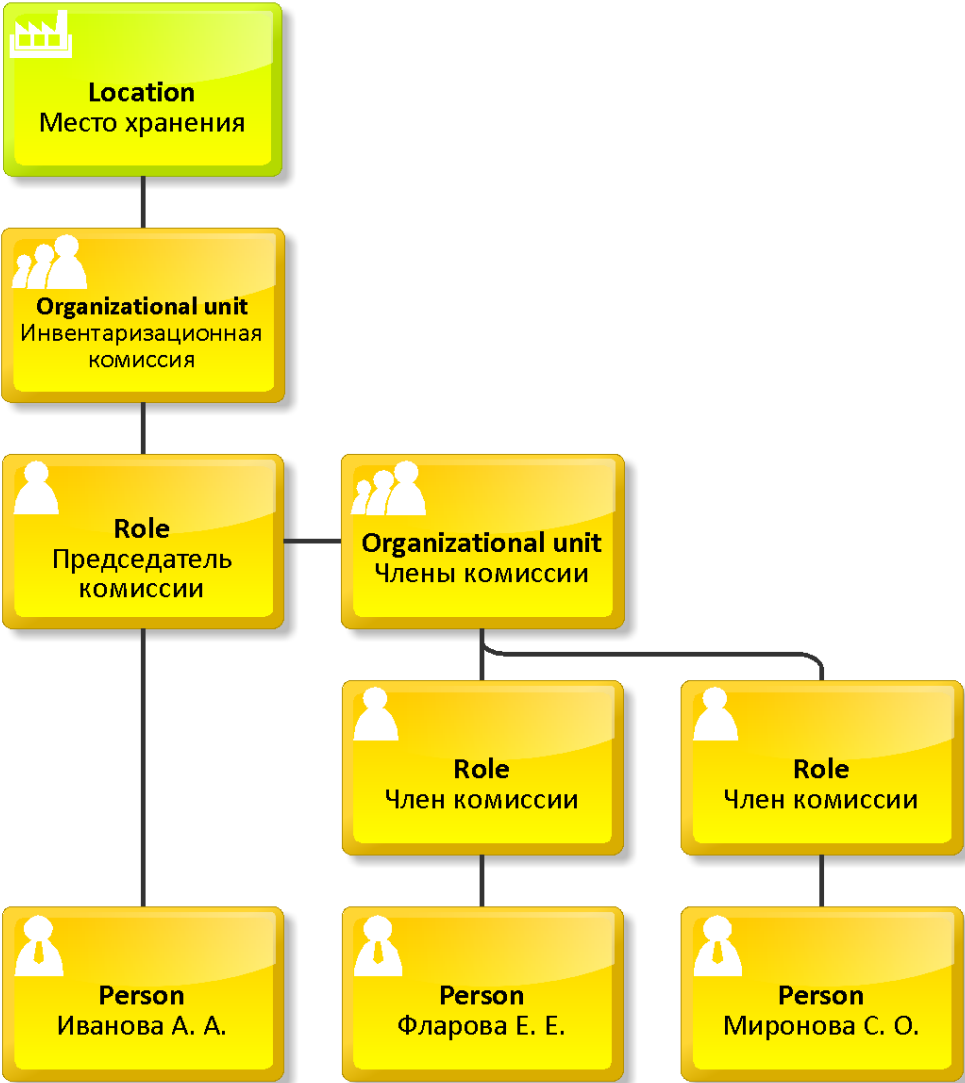 Location
Место хранения
Organizational unit
Инвентаризационная
комиссия
Role
Председатель
комиссии
Organizational unit
Члены комиссии
Role
Член комиссии
Role
Член комиссии
Person
Иванова А. А.
Person
Фларова Е. Е.
Person
Миронова С. О.